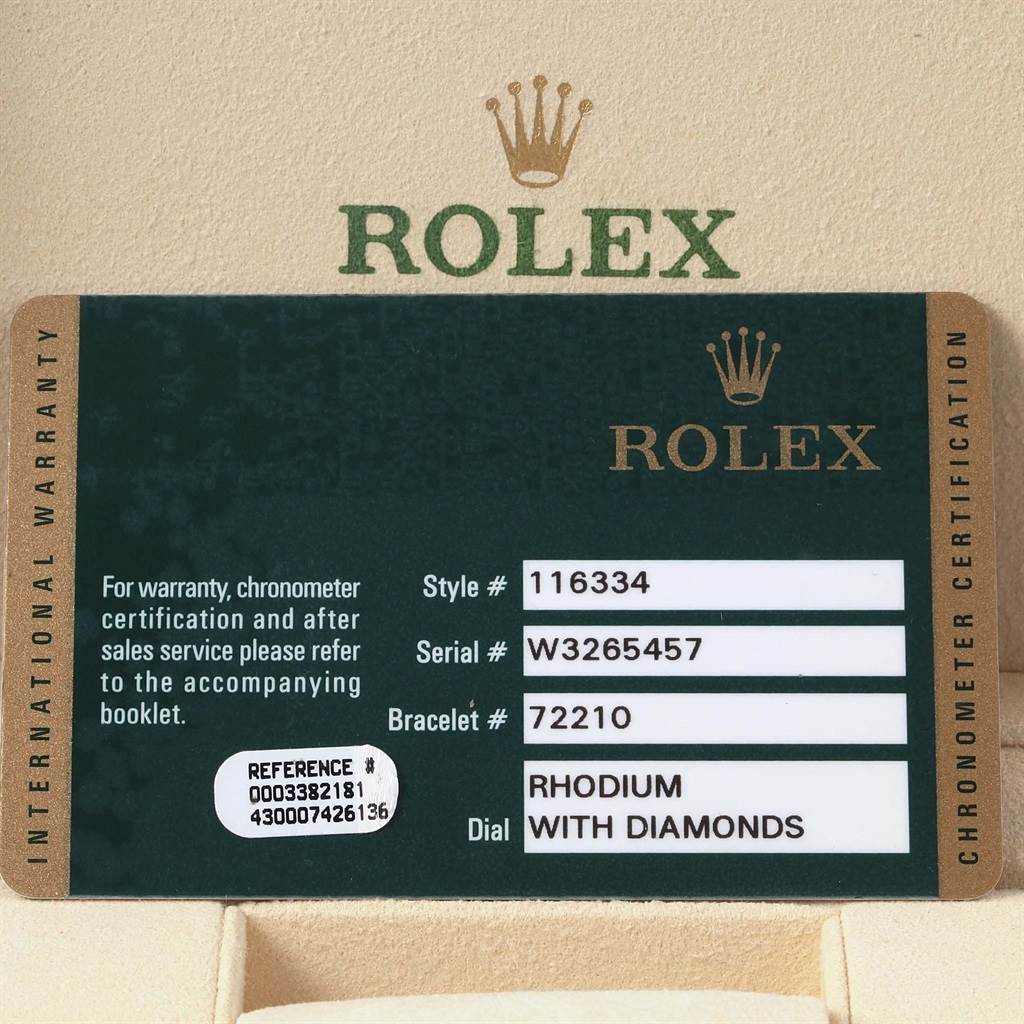 ROLEX
INTERNATIONAL WARRANTY
ROLEX
For warranty, chronometer
certification and after
sales service please refer
to the accompanying
booklet.
Style # 116334
Serial # W3265457
Bracelet # 72210
Dial RHODIUM
WITH DIAMONDS
REFERENCE #
0003382181
430007426136
CHRONOMETER CERTIFICATION